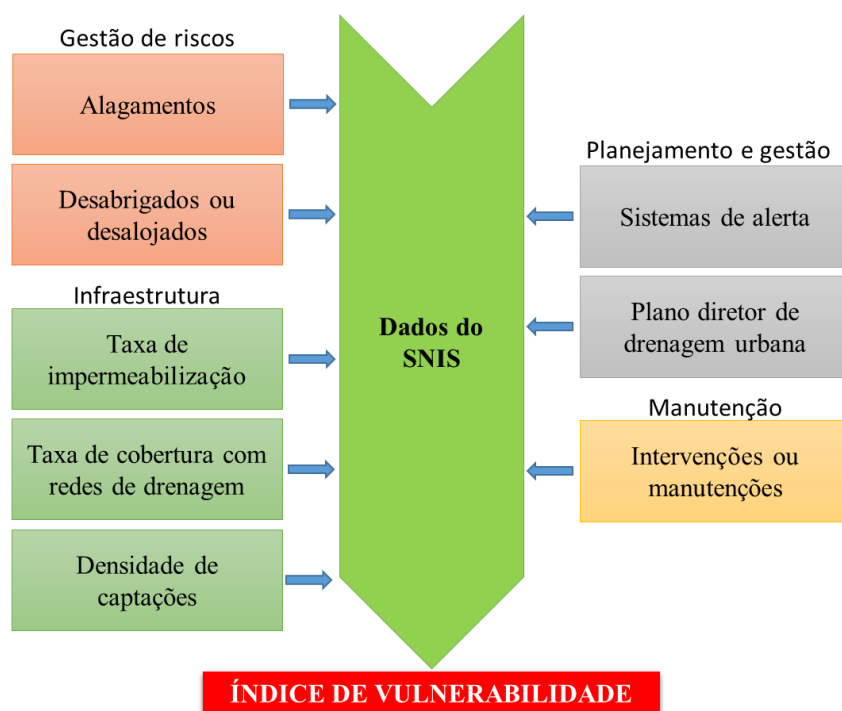 Gestão de riscos
Alagamentos
Desabrigados ou
desalojados
Infraestrutura
Taxa de
impermeabilização
Taxa de cobertura com
redes de drenagem
Densidade de
captações
Dados do
SNIS
Planejamento e gestão
Sistemas de alerta
Plano diretor de
drenagem urbana
Manutenção
Intervenções ou
manutenções
ÍNDICE DE VULNERABILIDADE